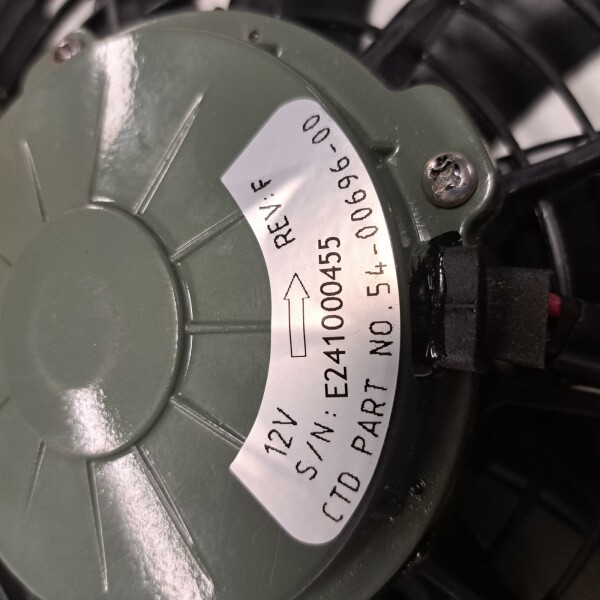 12V REV:F
S/N: E241000455
CTD PART NO. 54-00696-00